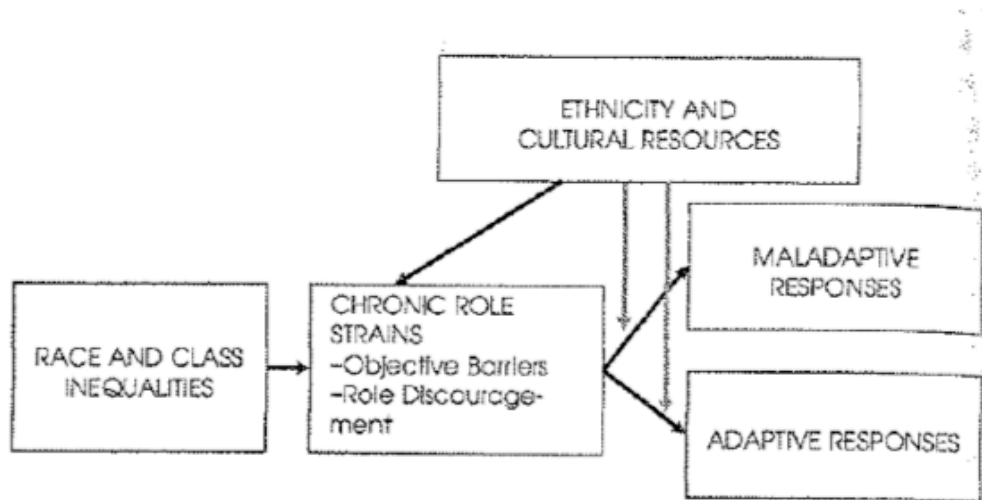 ETHNICITY AND
CULTURAL RESOURCES
MALADAPTIVE
RESPONSES
CHRONIC ROLE
STRAINS
-Objective Barriers
-Role Discourage-
ment
RACE AND CLASS
INEQUALITIES
ADAPTIVE RESPONSES